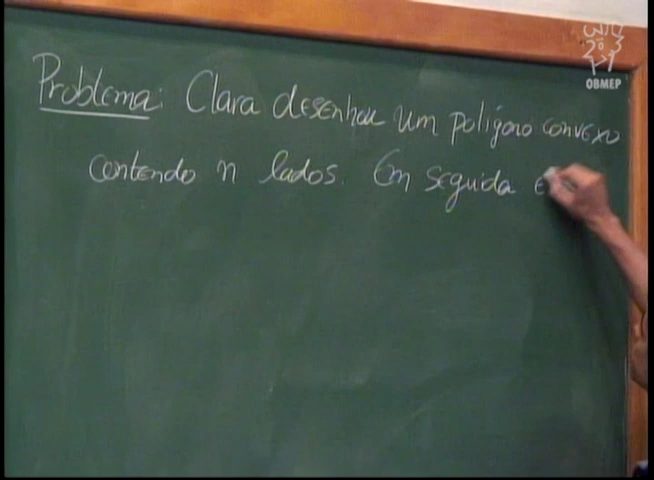 Problema: Clara desenhou um polígono convexo
contendo n lados. Em seguida e
OBMEP